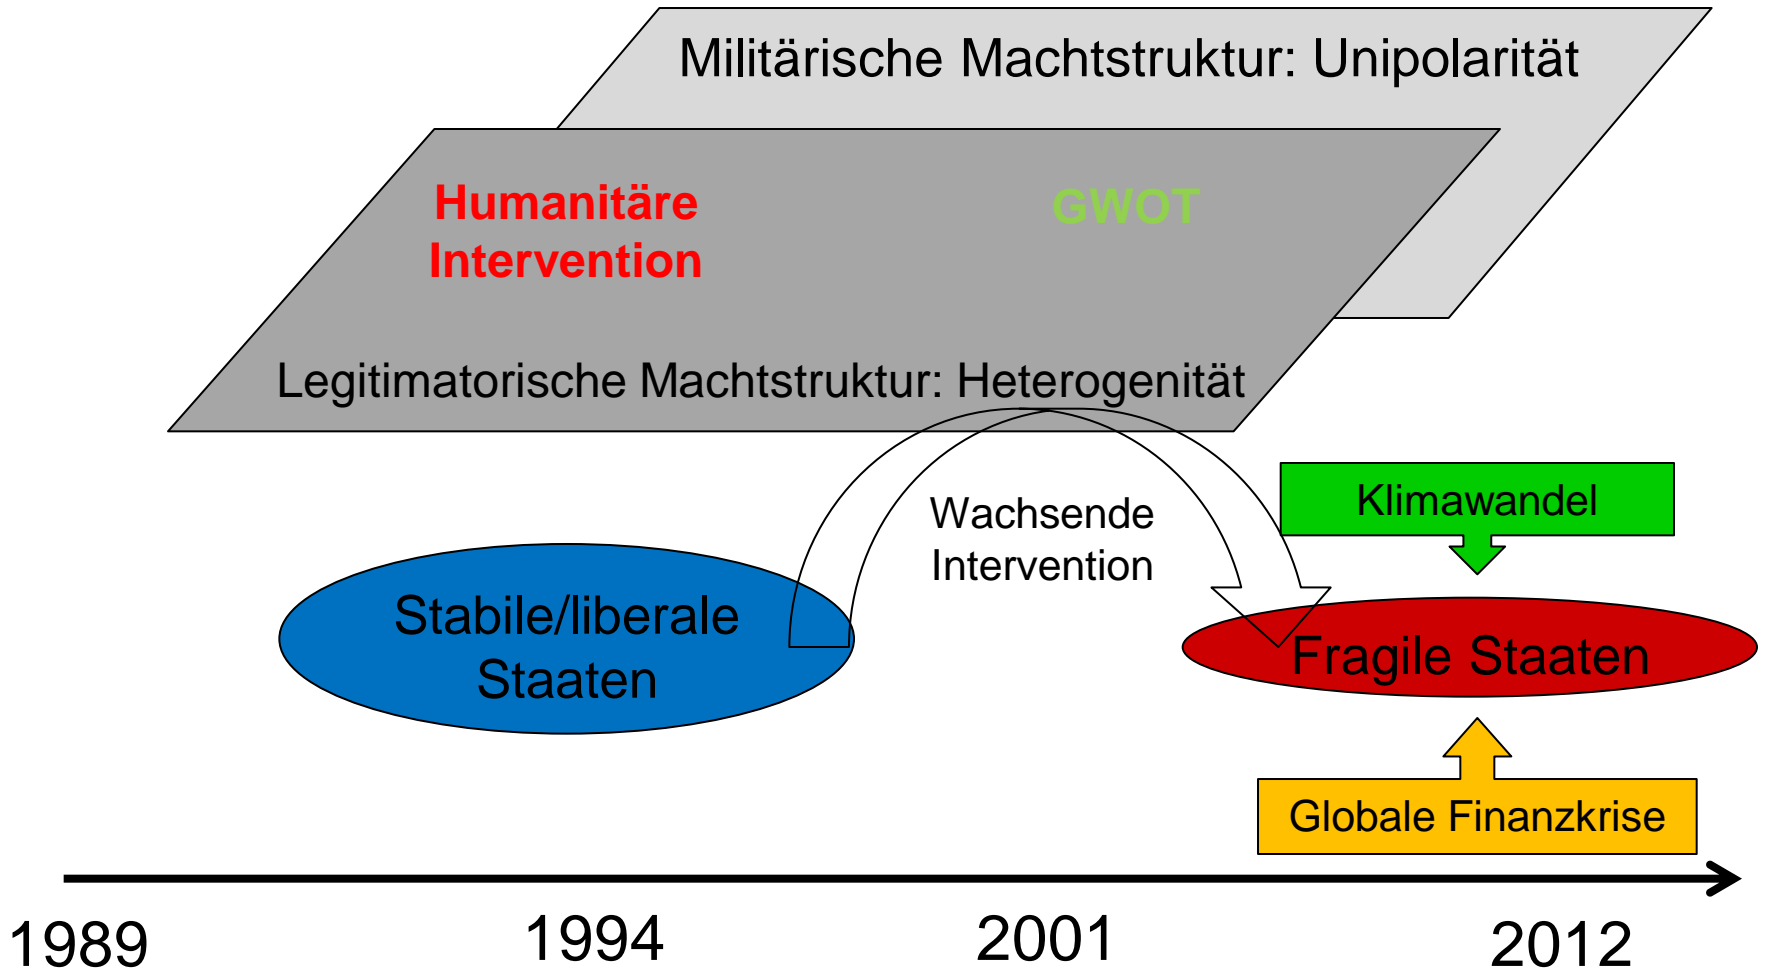 Militärische Machtstruktur: Unipolarität
Humanitäre
Intervention
GWOT
Legitimatorische Machtstruktur: Heterogenität
Wachsende
Intervention
Klimawandel
Stabile/liberale
Staaten
Fragile Staaten
Globale Finanzkrise
1989
1994
2001
2012